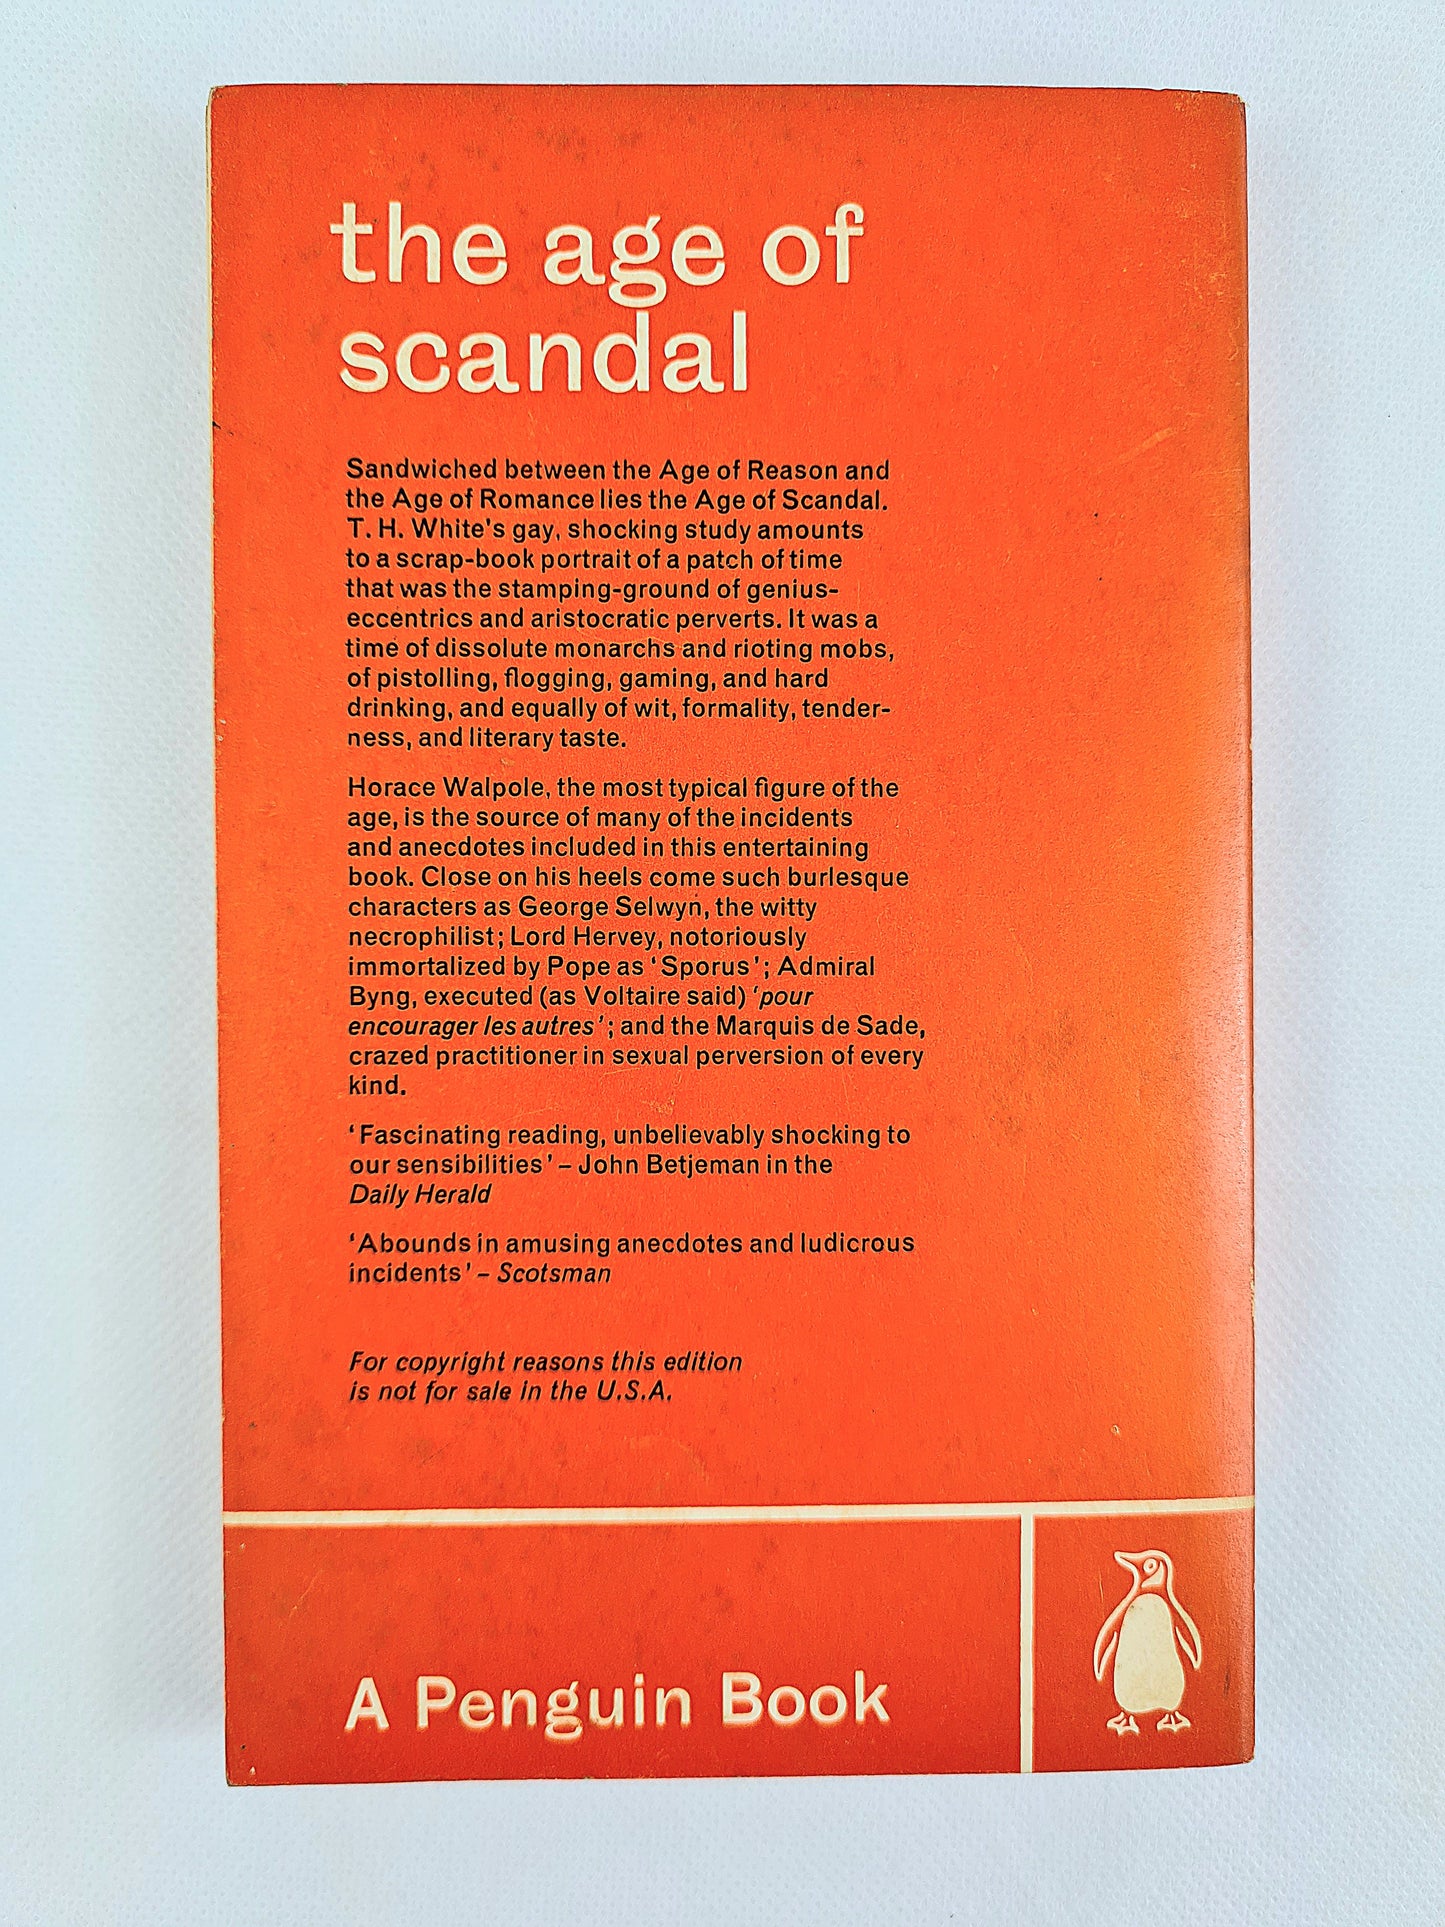 the age of
scandal
Sandwiched between the Age of Reason and
the Age of Romance lies the Age of Scandal.
T. H. White's gay, shocking study amounts
to a scrap-book portrait of a patch of time
that was the stamping-ground of genius-
eccentrics and aristocratic perverts. It was a
time of dissolute monarchs and rioting mobs,
of pistolling, flogging, gaming, and hard
drinking, and equally of wit, formality, tender-
ness, and literary taste.
Horace Walpole, the most typical figure of the
age, is the source of many of the incidents
and anecdotes included in this entertaining
book. Close on his heels come such burlesque
characters as George Selwyn, the witty
necrophilist; Lord Hervey, notoriously
immortalized by Pope as ‘Sporus’; Admiral
Byng, executed (as Voltaire said) ‘pour
encourager les autres’; and the Marquis de Sade,
crazed practitioner in sexual perversion of every
kind.
‘Fascinating reading, unbelievably shocking to
our sensibilities’ – John Betjeman in the
Daily Herald
‘Abounds in amusing anecdotes and ludicrous
incidents’ – Scotsman
For copyright reasons this edition
is not for sale in the U.S.A.
A Penguin Book